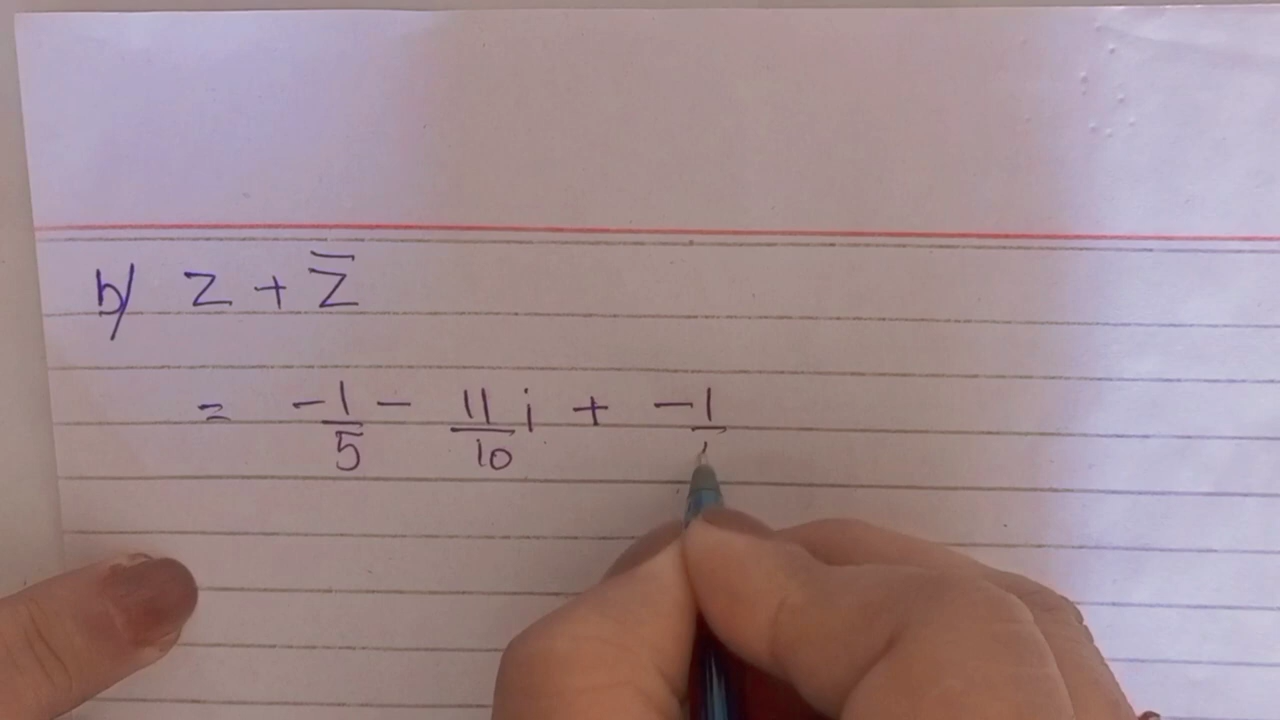 b/ z + z̅
= -1/5 - 11/10 i + -1/